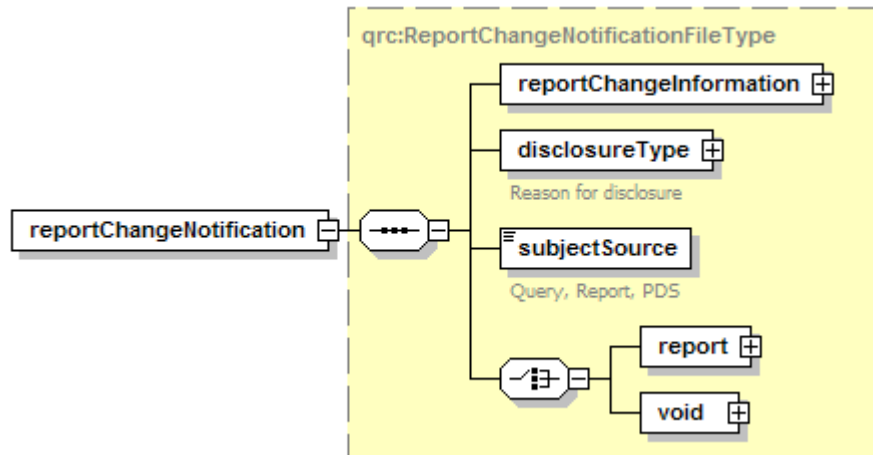 qrc:ReportChangeNotificationFileType
reportChangeInformation
disclosureType
Reason for disclosure
reportChangeNotification
subjectSource
Query, Report, PDS
report
void